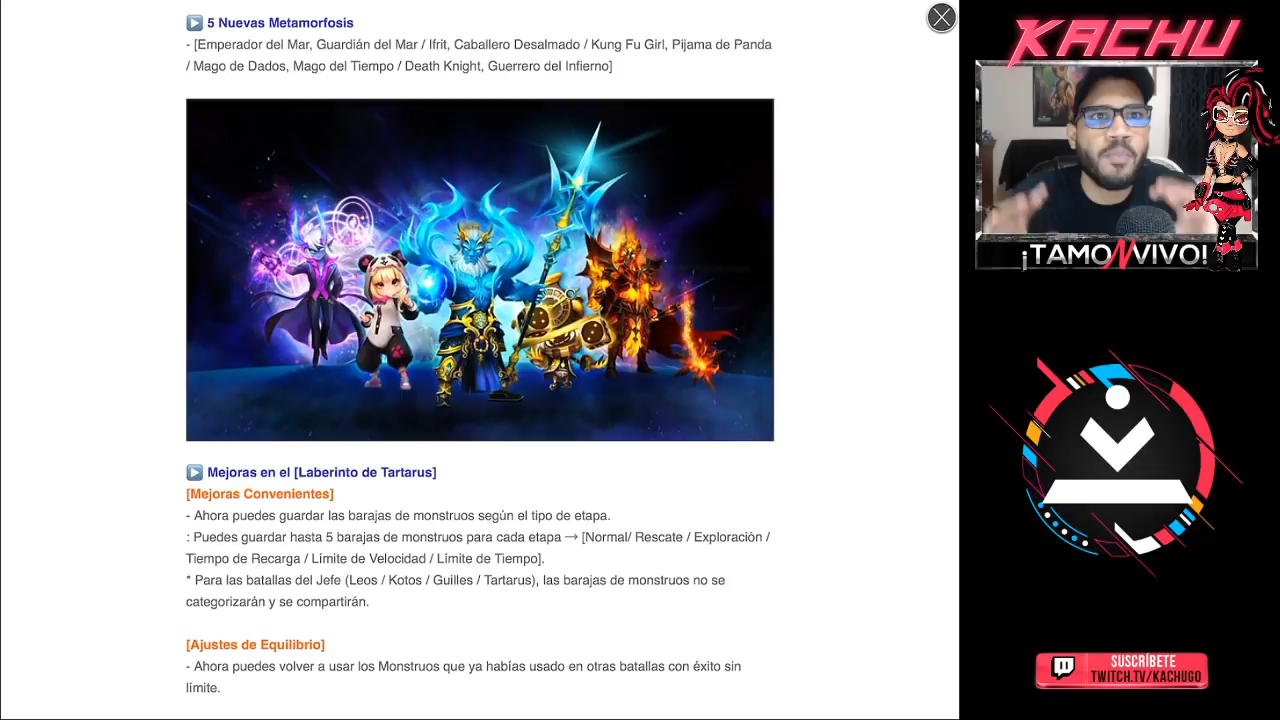 5 Nuevas Metamorfosis
- [Emperador del Mar, Guardián del Mar / Ifrit, Caballero Desalmado / Kung Fu Girl, Pijama de Panda
/ Mago de Dados, Mago del Tiempo / Death Knight, Guerrero del Infierno]
Mejoras en el [Laberinto de Tartarus]
[Mejoras Convenientes]
- Ahora puedes guardar las barajas de monstruos según el tipo de etapa.
: Puedes guardar hasta 5 barajas de monstruos para cada etapa → [Normal/ Rescate / Exploración /
Tiempo de Recarga / Límite de Velocidad / Límite de Tiempo].
* Para las batallas del Jefe (Leos / Kotos / Guilles / Tartarus), las barajas de monstruos no se
categorizarán y se compartirán.
[Ajustes de Equilibrio]
- Ahora puedes volver a usar los Monstruos que ya habías usado en otras batallas con éxito sin
límite.
KACHU
¡TAMONVIVO!
SUSCRÍBETE
TWITCH.TV/KACHUGO